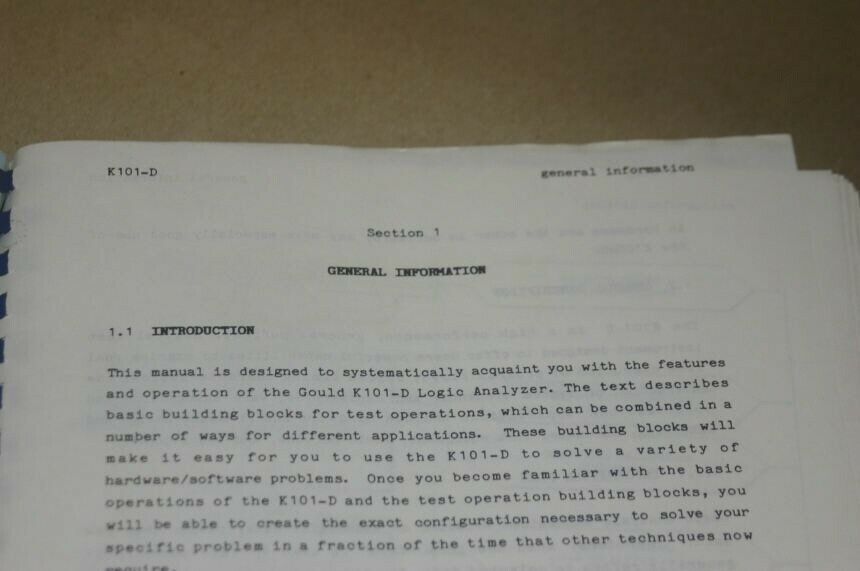 K101-D general information
Section 1
GENERAL INFORMATION
1.1 INTRODUCTION
This manual is designed to systematically acquaint you with the features
and operation of the Gould K101-D Logic Analyzer. The text describes
basic building blocks for test operations, which can be combined in a
number of ways for different applications. These building blocks will
make it easy for you to use the K101-D to solve a variety of
hardware/software problems. Once you become familiar with the basic
operations of the K101-D and the test operation building blocks, you
will be able to create the exact configuration necessary to solve your
specific problem in a fraction of the time that other techniques now
require.